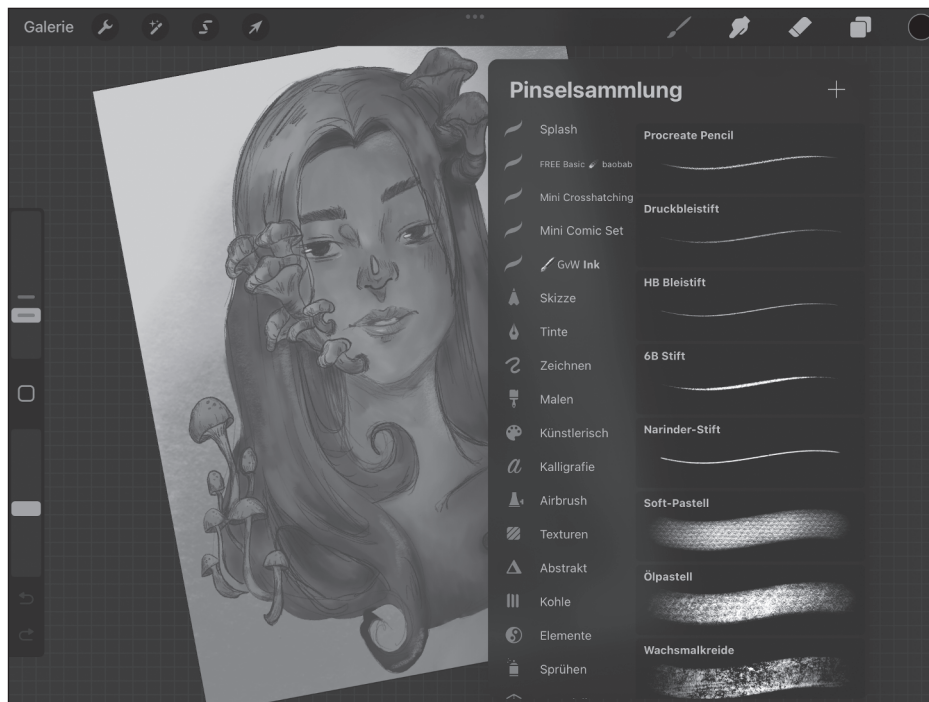 Galerie
Pinselsammlung
Splash
FREE Basic baobab
Mini Crosshatching
Mini Comic Set
GvW Ink
Skizze
Tinte
Zeichnen
Malen
Künstlerisch
Kalligrafie
Airbrush
Texturen
Abstrakt
Kohle
Elemente
Sprühen
Procreate Pencil
Druckbleistift
HB Bleistift
6B Stift
Narinder-Stift
Soft-Pastell
Ölpastell
Wachsmalkreide